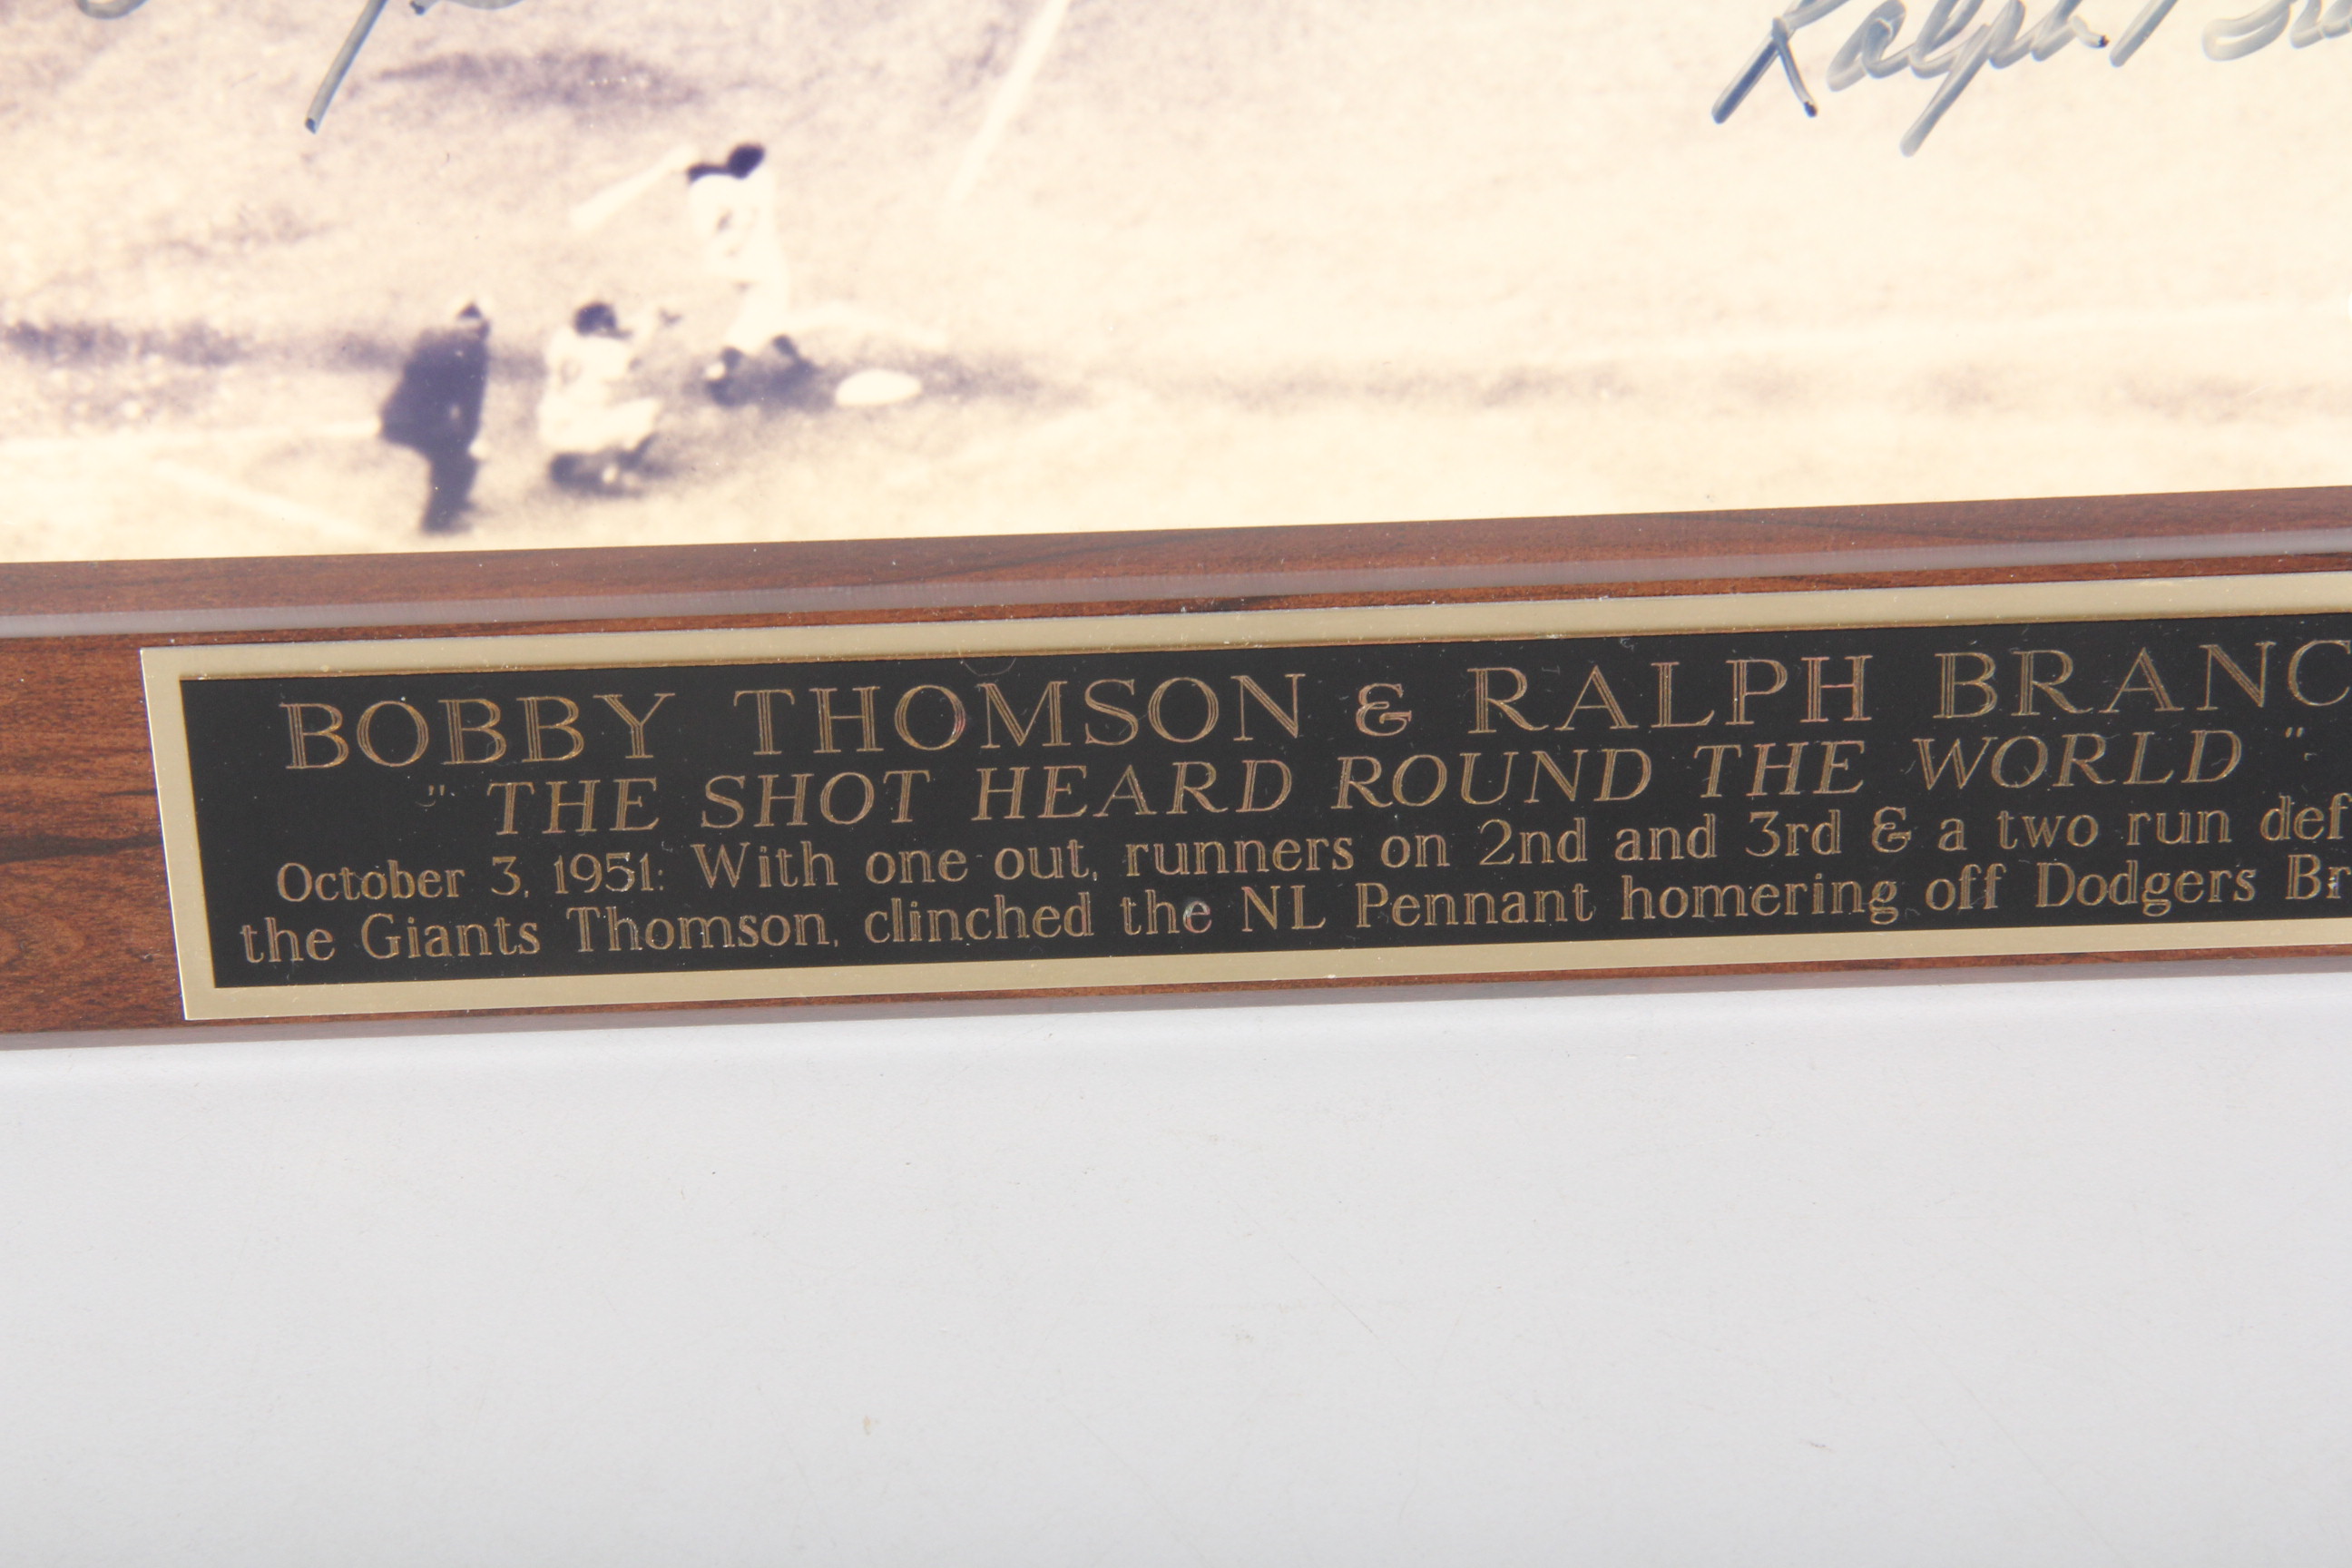 Ralph
BOBBY THOMSON & RALPH BRANC
" THE SHOT HEARD ROUND THE WORLD "
October 3, 1951: With one out, runners on 2nd and 3rd & a two run def
the Giants Thomson, clinched the NL Pennant homering off Dodgers Br